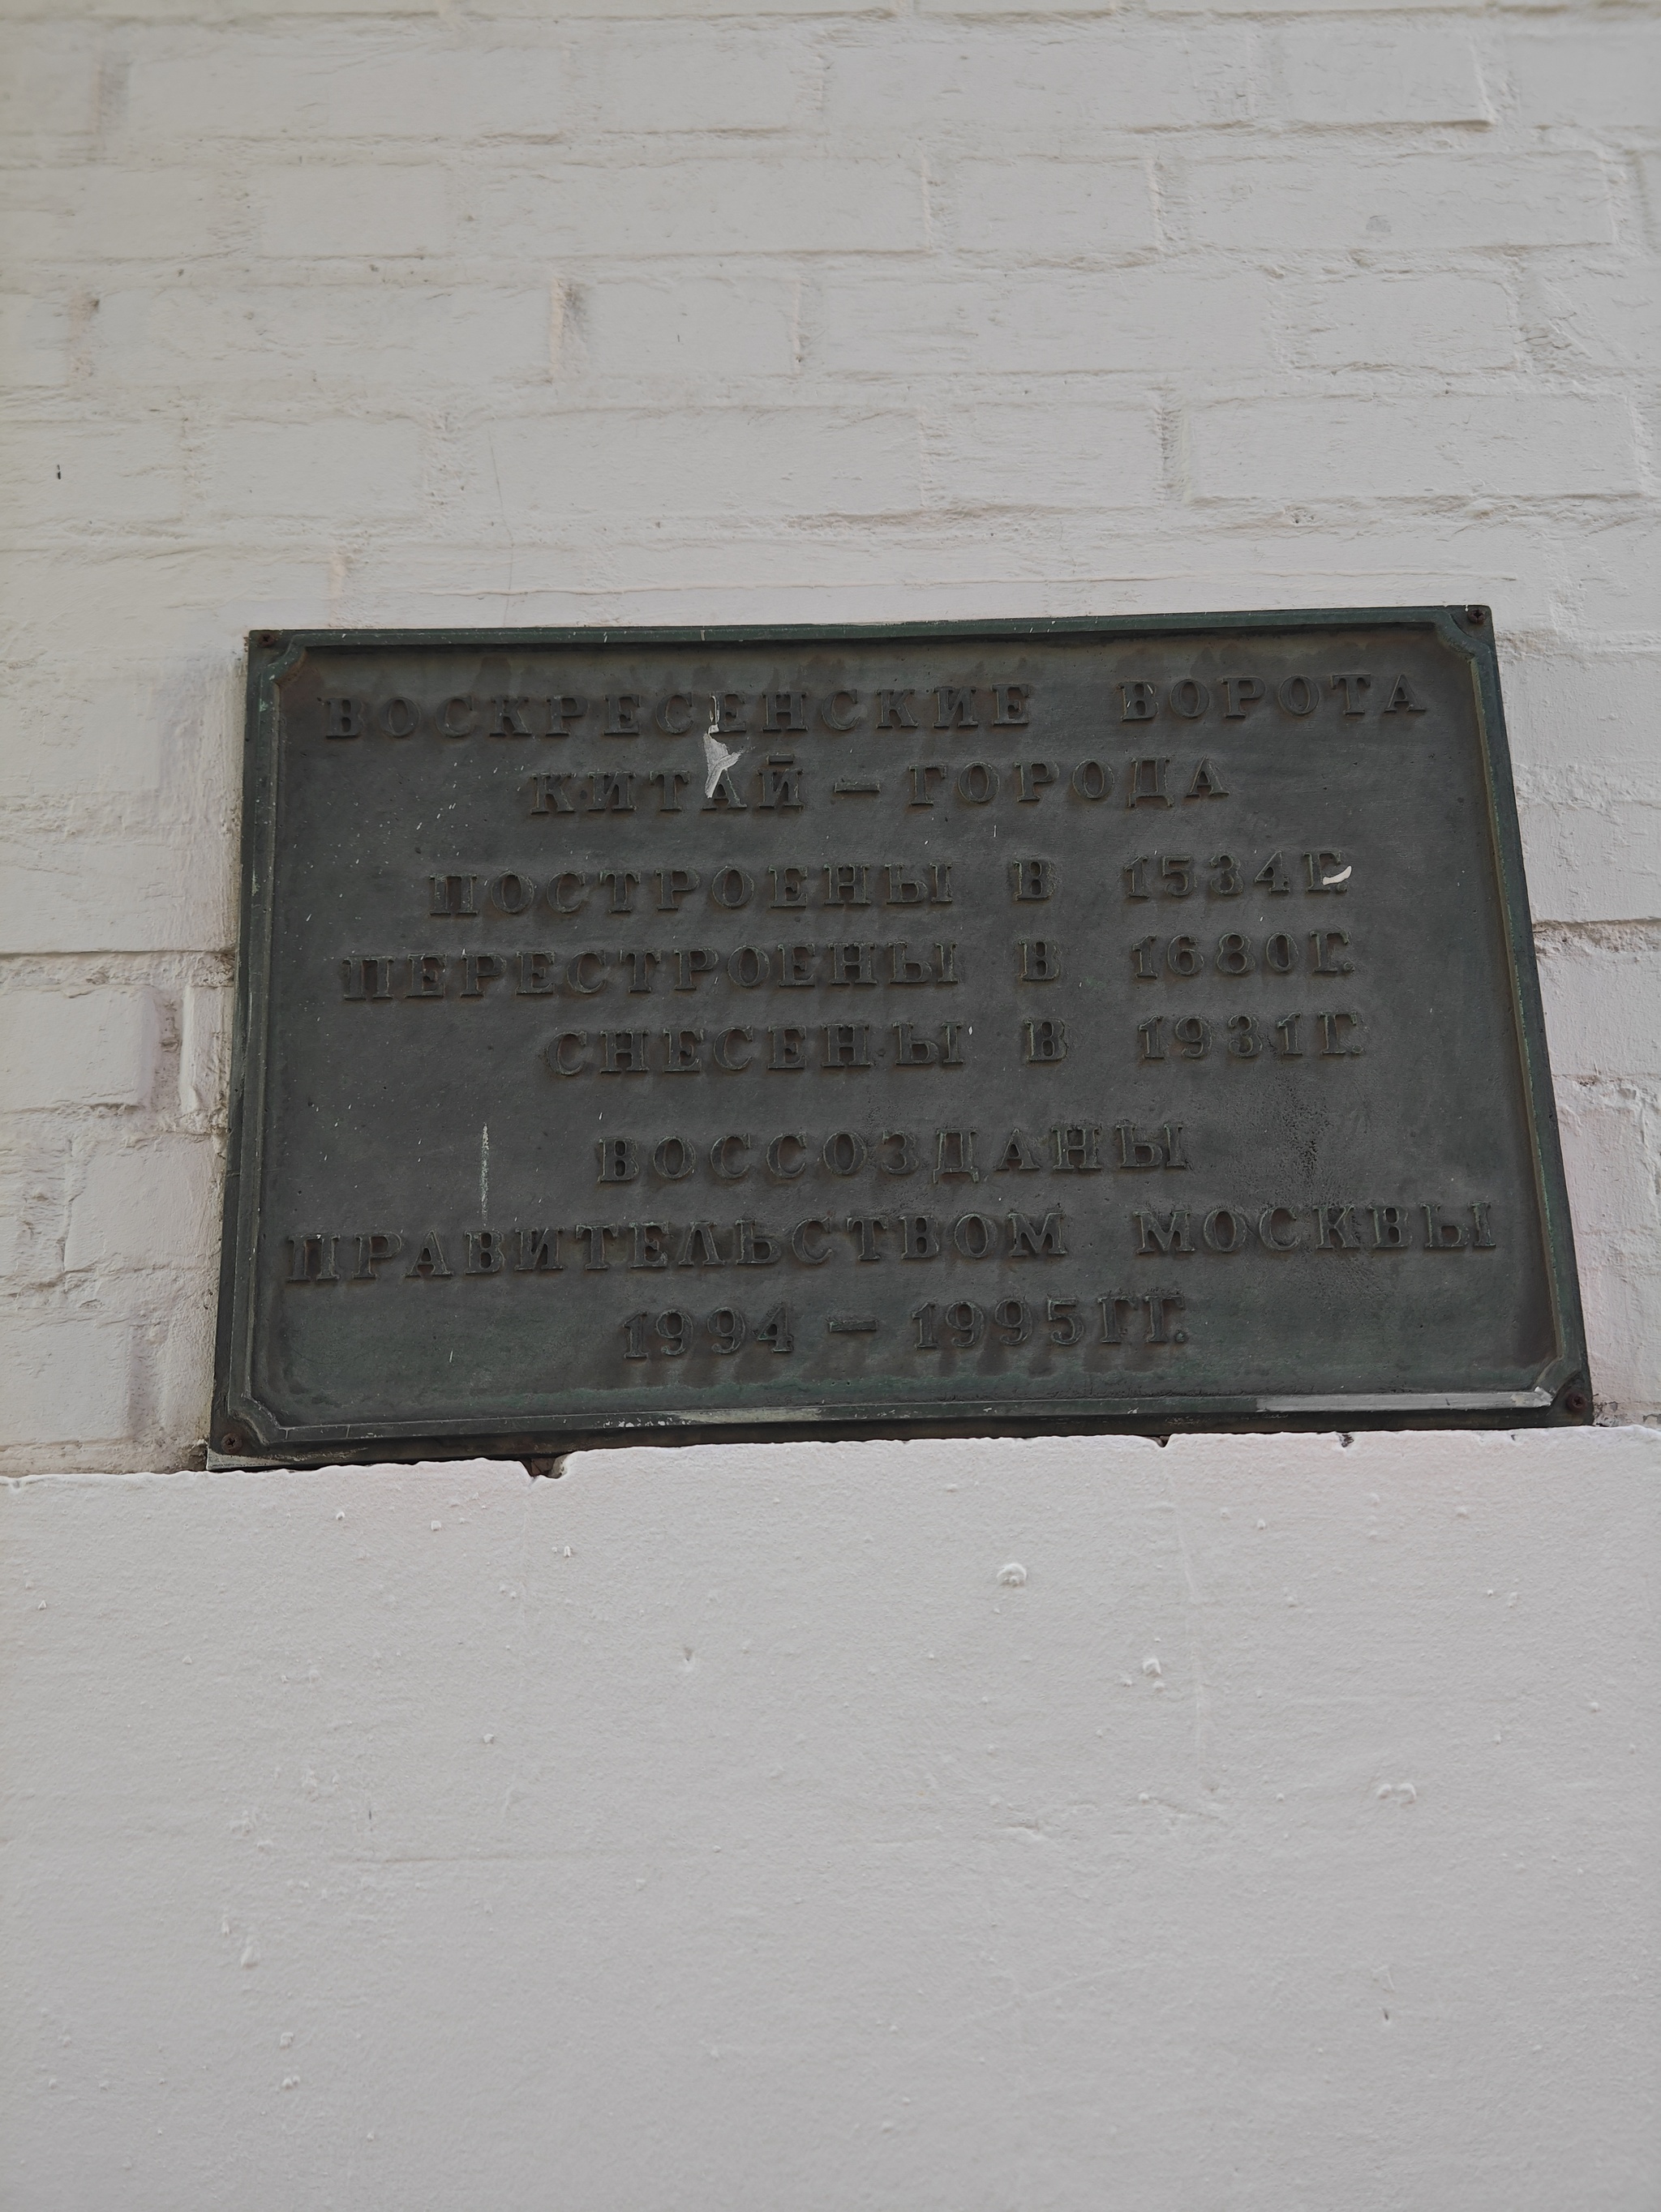 ВОСКРЕСЕНСКИЕ ВОРОТА
КИТАЙ – ГОРОДА
ПОСТРОЕНЫ В 1534Г.
ПЕРЕСТРОЕНЫ В 1680Г.
СНЕСЕНЫ В 1931Г.
ВОССОЗДАНЫ
ПРАВИТЕЛЬСТВОМ МОСКВЫ
1994 – 1995ГГ.